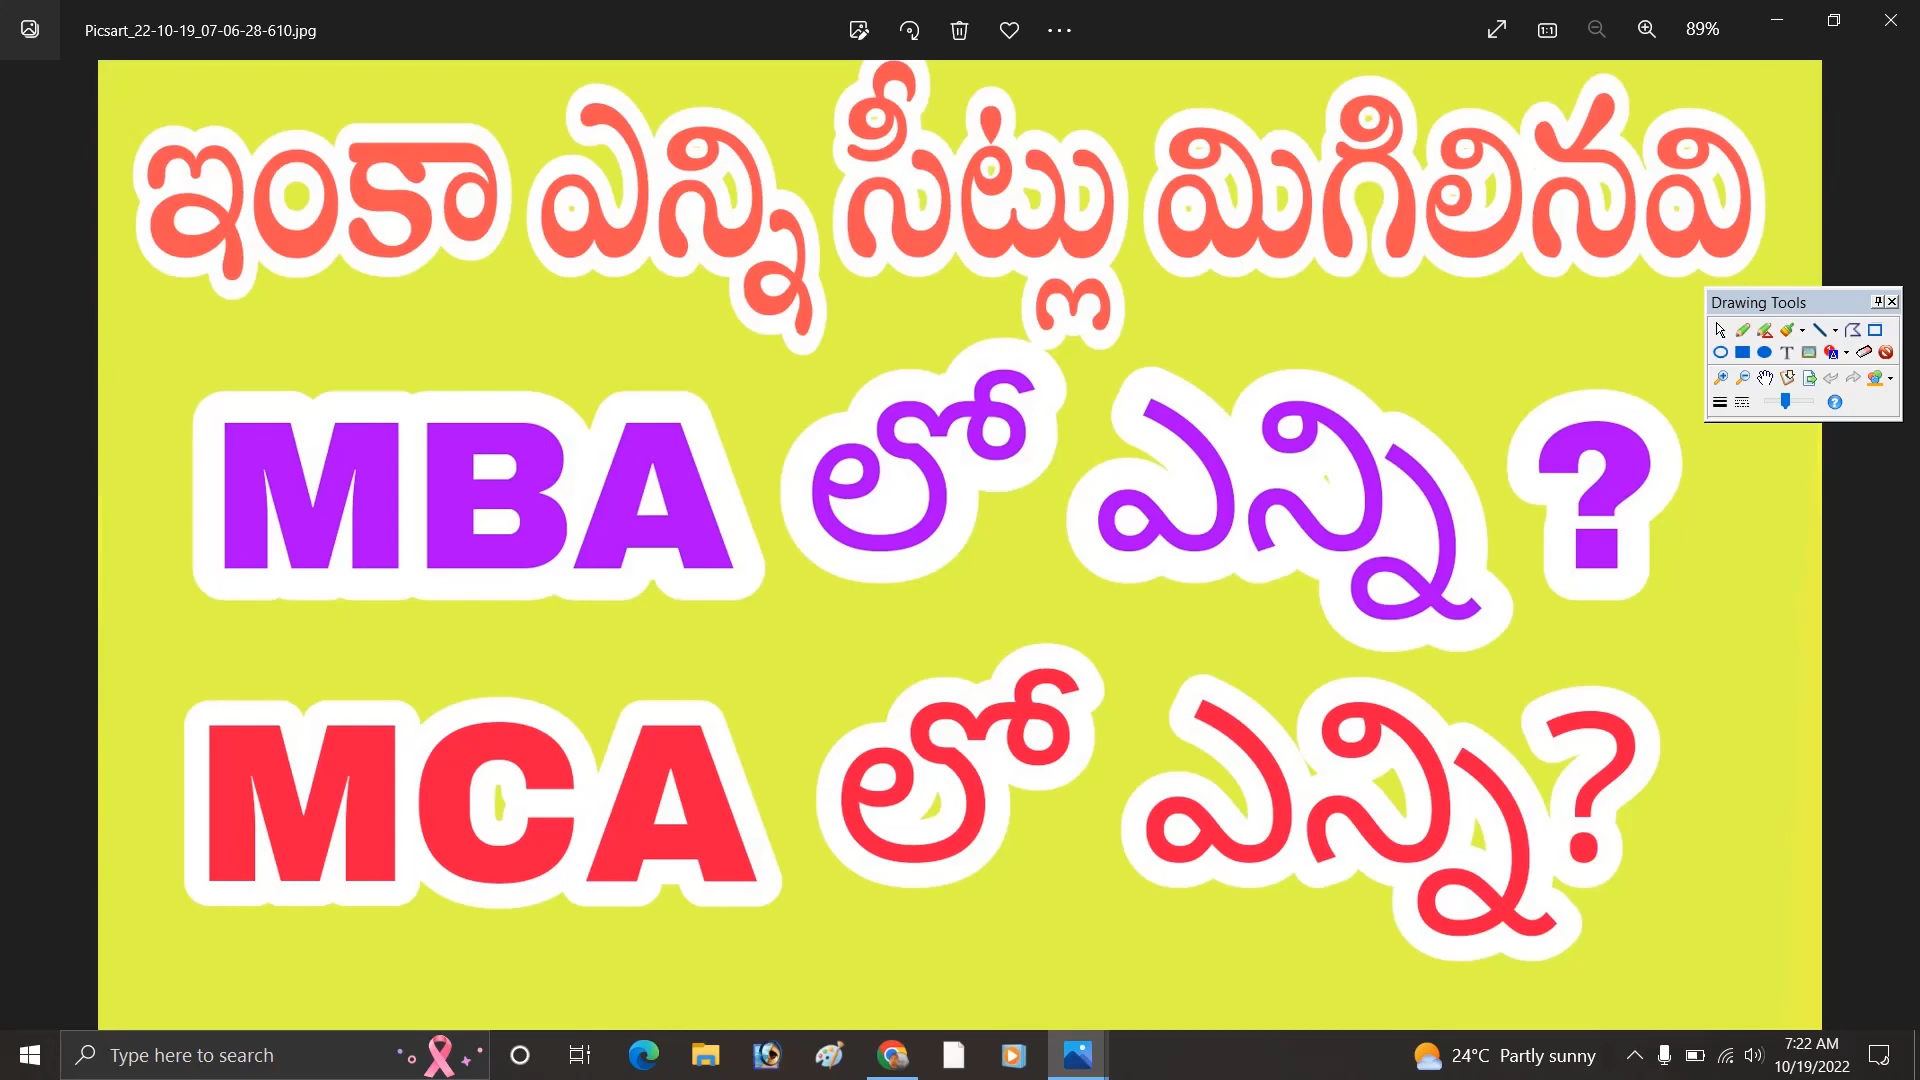 Picsart_22-10-19_07-06-28-610.jpg
89%
ఇంకా ఎన్ని సీట్లు మిగిలినవి
Drawing Tools
MBA లో ఎన్ని ?
MCA లో ఎన్ని?
Type here to search
24°C Partly sunny
7:22 AM
10/19/2022